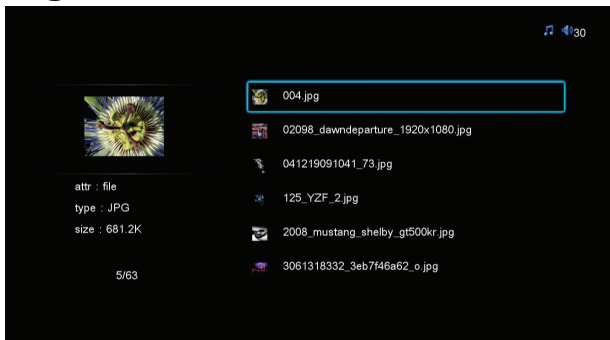 30
004.jpg
02098_dawndeparture_1920x1080.jpg
041219091041_73.jpg
125_YZF_2.jpg
2008_mustang_shelby_gt500kr.jpg
3061318332_3eb7f46a62_o.jpg
attr : file
type : JPG
size : 681.2K
5/63